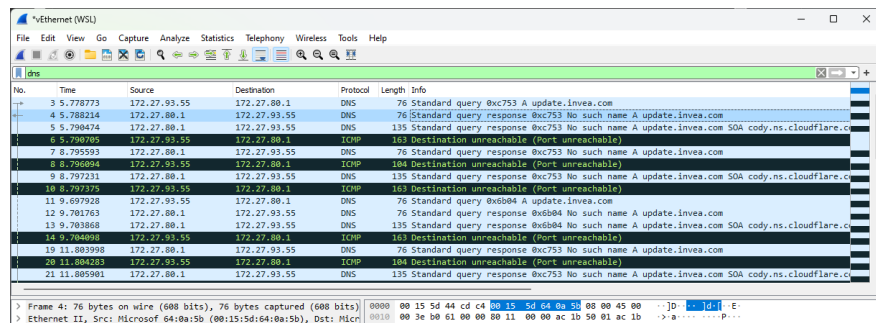 *vEthernet (WSL)
File Edit View Go Capture Analyze Statistics Telephony Wireless Tools Help
dns
No. Time Source Destination Protocol Length Info
3 5.778773 172.27.93.55 172.27.80.1 DNS 76 Standard query 0xc753 A update.invea.com
4 5.788214 172.27.80.1 172.27.93.55 DNS 76 Standard query response 0xc753 No such name A update.invea.com
5 5.790474 172.27.80.1 172.27.93.55 DNS 135 Standard query response 0xc753 No such name A update.invea.com SOA cody.ns.cloudflare.co
6 5.790705 172.27.93.55 172.27.80.1 ICMP 163 Destination unreachable (Port unreachable)
7 8.795593 172.27.80.1 172.27.93.55 DNS 76 Standard query response 0xc753 No such name A update.invea.com
8 8.796094 172.27.93.55 172.27.80.1 ICMP 104 Destination unreachable (Port unreachable)
9 8.797231 172.27.80.1 172.27.93.55 DNS 135 Standard query response 0xc753 No such name A update.invea.com SOA cody.ns.cloudflare.co
10 8.797375 172.27.93.55 172.27.80.1 ICMP 163 Destination unreachable (Port unreachable)
11 9.697928 172.27.93.55 172.27.80.1 DNS 76 Standard query 0x6b04 A update.invea.com
12 9.701763 172.27.80.1 172.27.93.55 DNS 76 Standard query response 0x6b04 No such name A update.invea.com
13 9.703868 172.27.80.1 172.27.93.55 DNS 135 Standard query response 0x6b04 No such name A update.invea.com SOA cody.ns.cloudflare.co
14 9.704098 172.27.93.55 172.27.80.1 ICMP 163 Destination unreachable (Port unreachable)
19 11.803998 172.27.80.1 172.27.93.55 DNS 76 Standard query response 0xc753 No such name A update.invea.com
20 11.804283 172.27.93.55 172.27.80.1 ICMP 104 Destination unreachable (Port unreachable)
21 11.805901 172.27.80.1 172.27.93.55 DNS 135 Standard query response 0xc753 No such name A update.invea.com SOA cody.ns.cloudflare.co
> Frame 4: 76 bytes on wire (608 bits), 76 bytes captured (608 bits) 0000 00 15 5d 44 cd c4 00 15 5d 64 0a 5b 08 00 45 00 ··]D···· ]d·[··E·
> Ethernet II, Src: Microsof 64:0a:5b (00:15:5d:64:0a:5b), Dst: Micr 0010 00 3e b0 61 00 00 80 11 00 00 ac 1b 50 01 ac 1b ·>·a···· ····P···